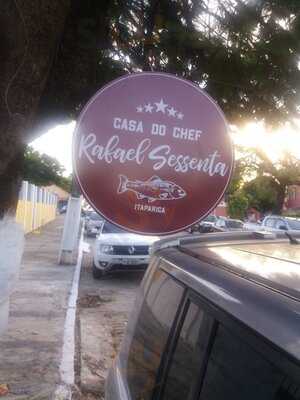 CASA DO CHEF
Rafael Sessenta
ITAPARICA